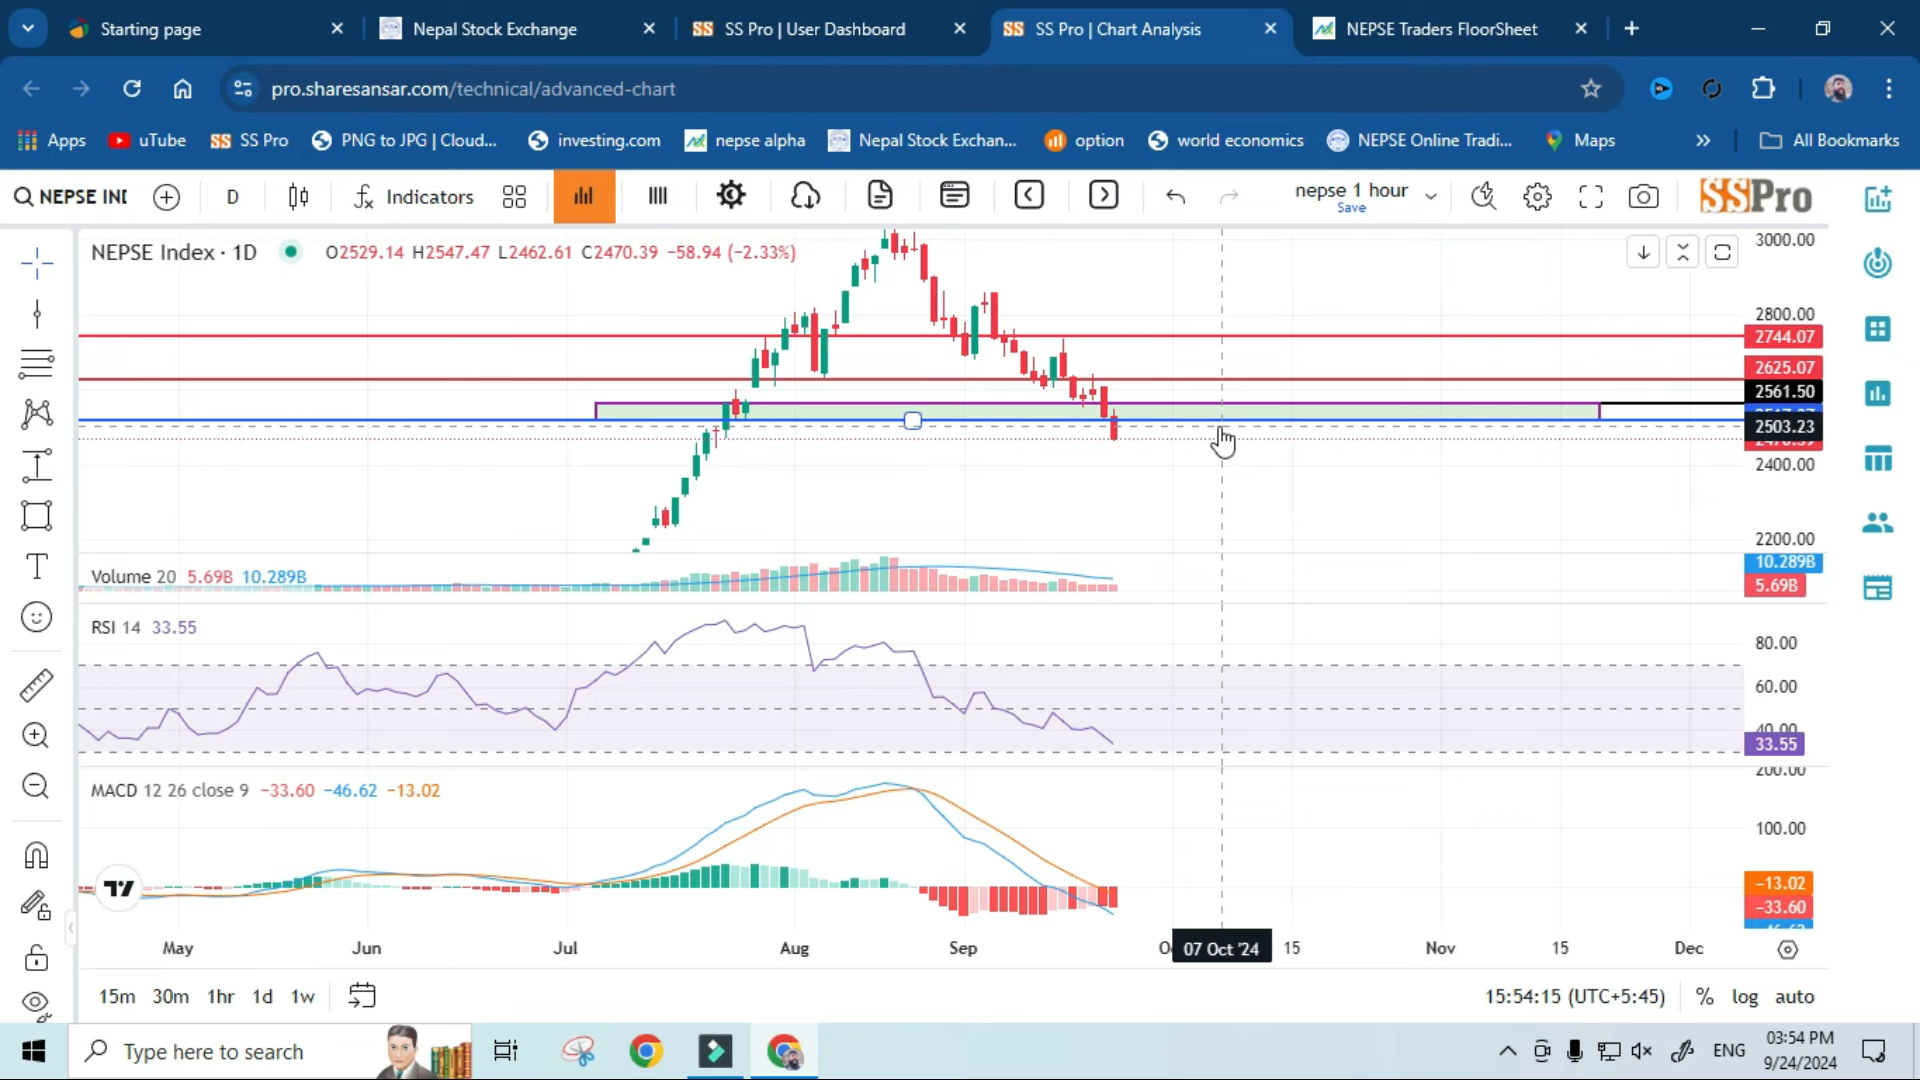 Starting page
Nepal Stock Exchange
SS Pro | User Dashboard
SS Pro | Chart Analysis
NEPSE Traders FloorSheet
pro.sharesansar.com/technical/advanced-chart
Apps
uTube
SS Pro
PNG to JPG | Cloud...
investing.com
nepse alpha
Nepal Stock Exchan...
option
world economics
NEPSE Online Tradi...
Maps
All Bookmarks
NEPSE INI
D
Indicators
nepse 1 hour
Save
SSPro
NEPSE Index · 1D
O2529.14 H2547.47 L2462.61 C2470.39 −58.94 (−2.33%)
3000.00
2800.00
2744.07
2625.07
2561.50
2503.23
2400.00
2200.00
Volume 20 5.69B 10.289B
10.289B
5.69B
RSI 14 33.55
80.00
60.00
40.00
33.55
MACD 12 26 close 9 −33.60 −46.62 −13.02
200.00
100.00
−13.02
−33.60
−46.62
May Jun Jul Aug Sep 07 Oct '24 15 Nov 15 Dec
15m 30m 1hr 1d 1w
15:54:15 (UTC+5:45) % log auto
Type here to search
ENG
03:54 PM
9/24/2024